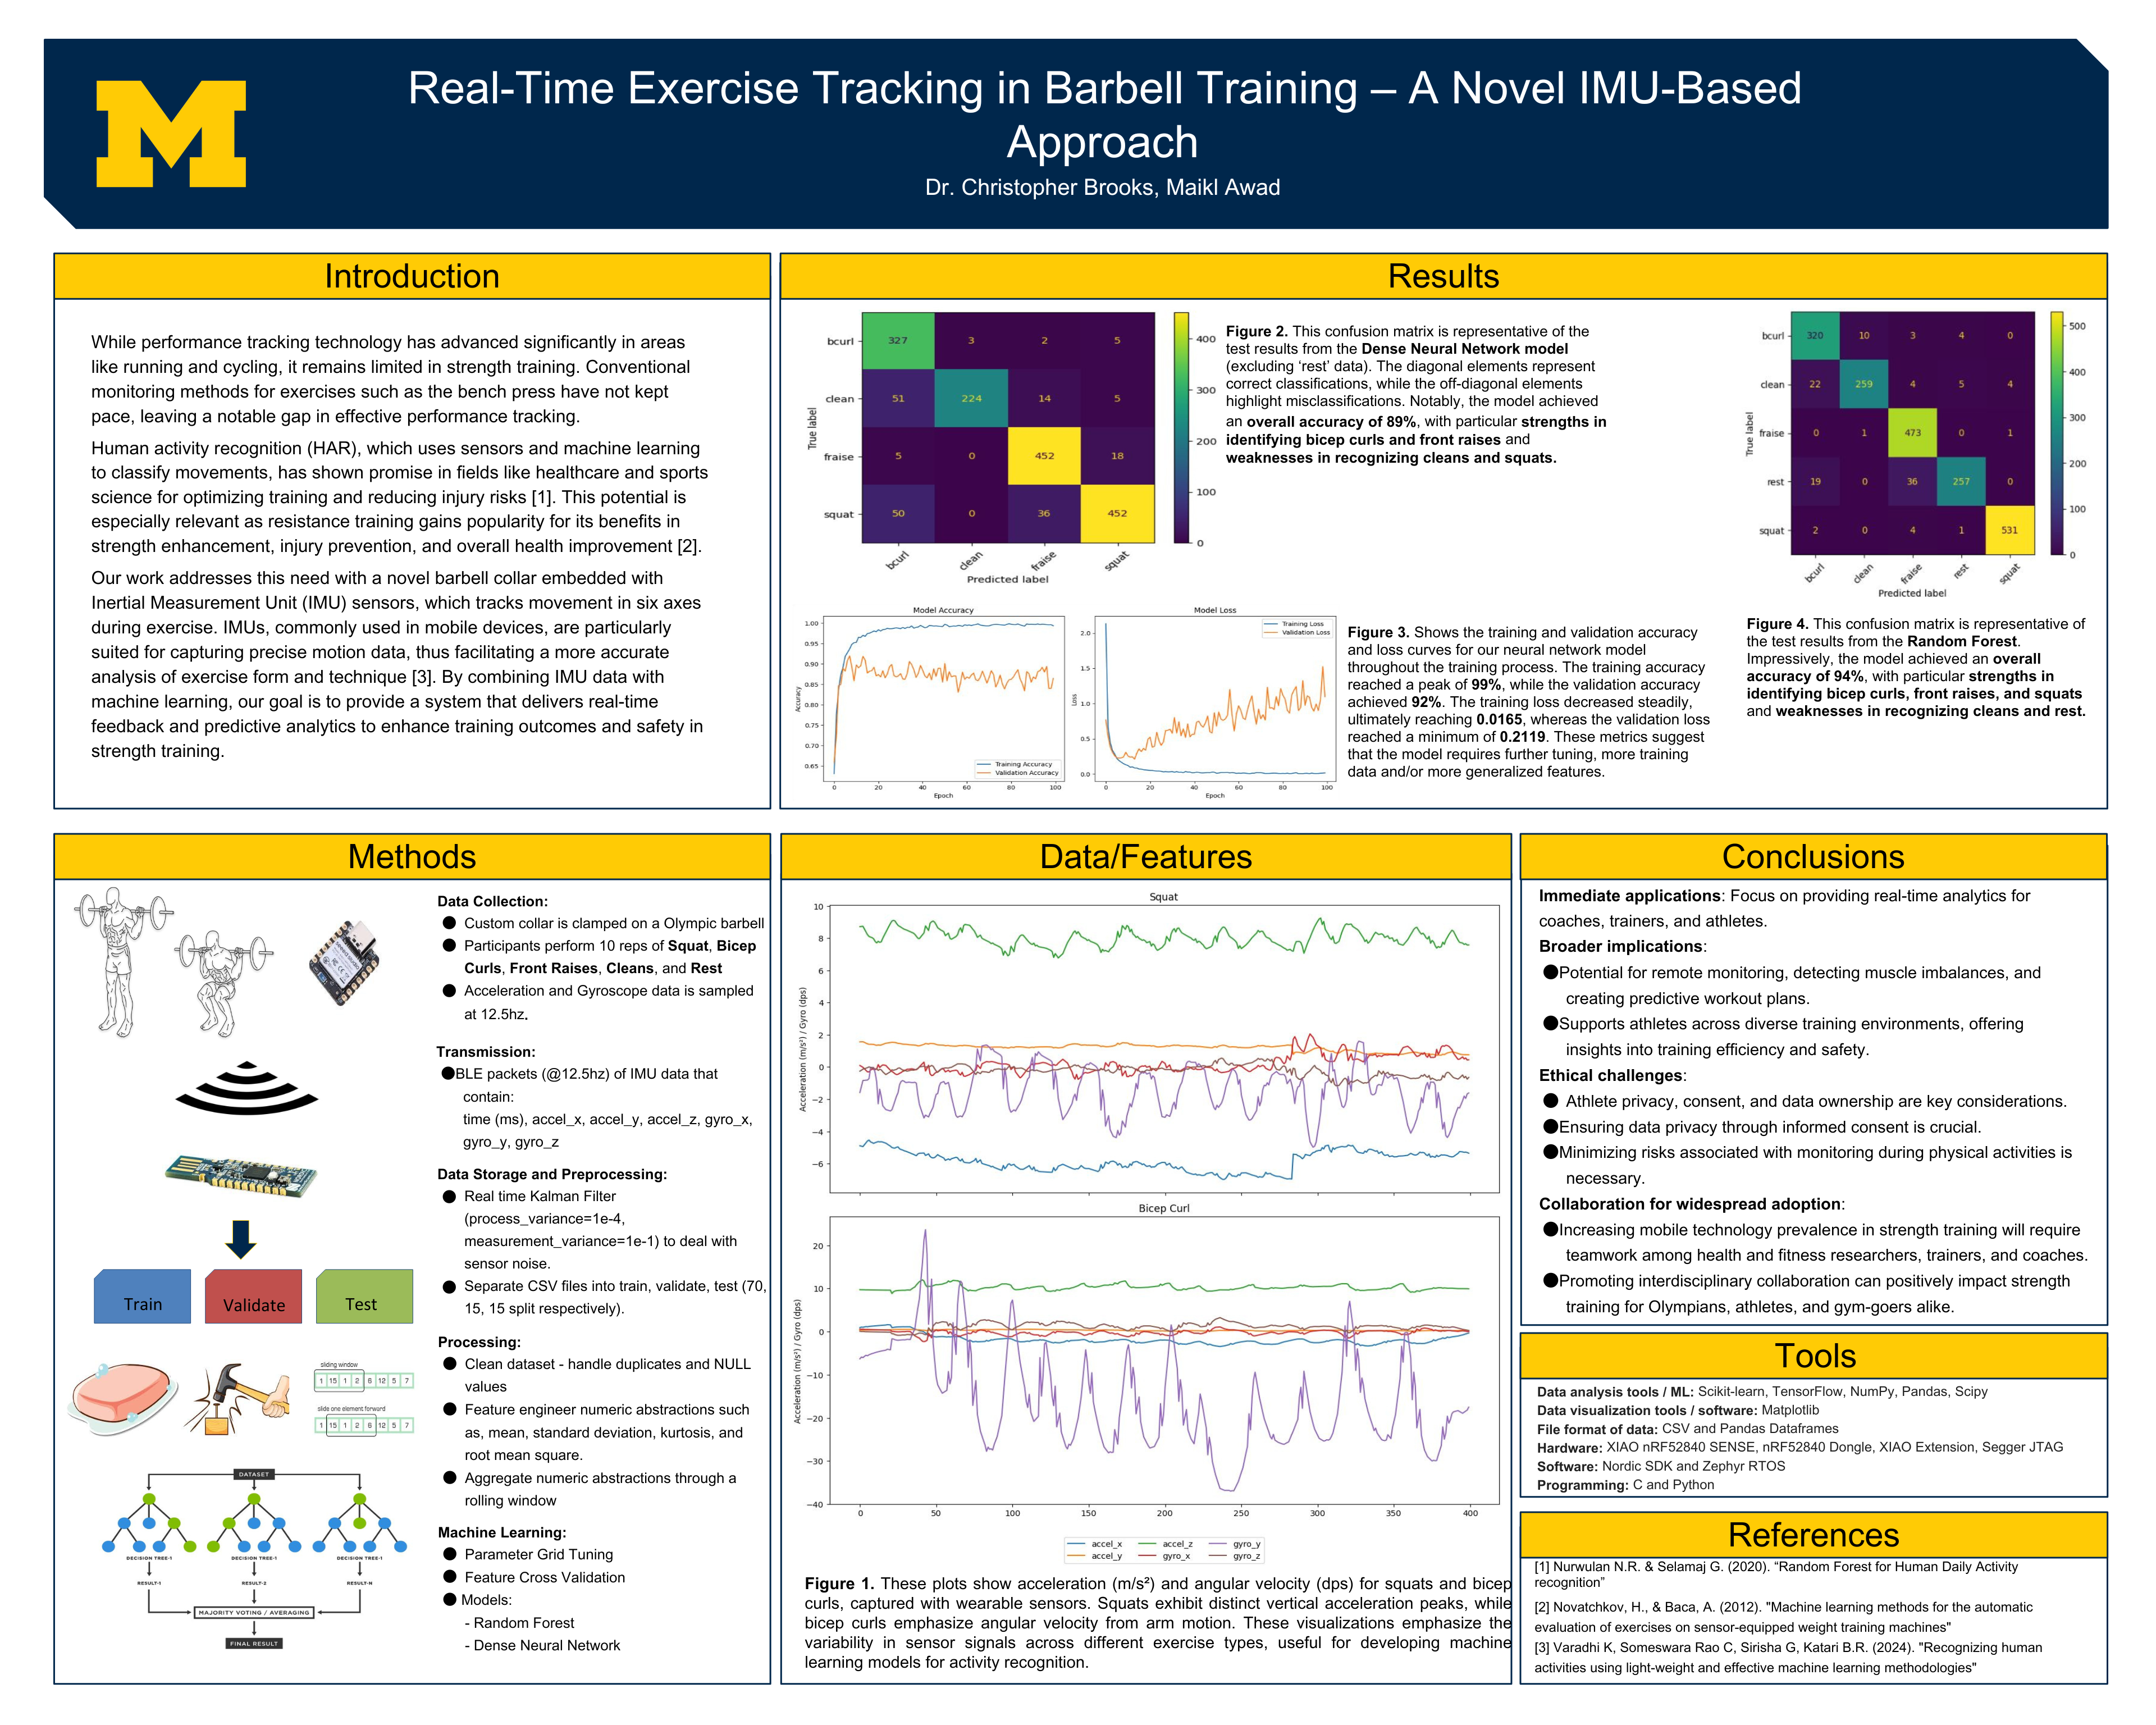 M
Real-Time Exercise Tracking in Barbell Training – A Novel IMU-Based
Approach
Dr. Christopher Brooks, Maikl Awad
Introduction
While performance tracking technology has advanced significantly in areas
like running and cycling, it remains limited in strength training. Conventional
monitoring methods for exercises such as the bench press have not kept
pace, leaving a notable gap in effective performance tracking.
Human activity recognition (HAR), which uses sensors and machine learning
to classify movements, has shown promise in fields like healthcare and sports
science for optimizing training and reducing injury risks [1]. This potential is
especially relevant as resistance training gains popularity for its benefits in
strength enhancement, injury prevention, and overall health improvement [2].
Our work addresses this need with a novel barbell collar embedded with
Inertial Measurement Unit (IMU) sensors, which tracks movement in six axes
during exercise. IMUs, commonly used in mobile devices, are particularly
suited for capturing precise motion data, thus facilitating a more accurate
analysis of exercise form and technique [3]. By combining IMU data with
machine learning, our goal is to provide a system that delivers real-time
feedback and predictive analytics to enhance training outcomes and safety in
strength training.
Results
True label
bcurl 327 3 2 5
clean 51 224 14 5
fraise 5 0 452 18
squat 50 0 36 452
bcurl clean fraise squat
Predicted label
400
300
200
100
0
Figure 2. This confusion matrix is representative of the
test results from the Dense Neural Network model
(excluding ‘rest’ data). The diagonal elements represent
correct classifications, while the off-diagonal elements
highlight misclassifications. Notably, the model achieved
an overall accuracy of 89%, with particular strengths in
identifying bicep curls and front raises and
weaknesses in recognizing cleans and squats.
True label
bcurl 320 10 3 4 0
clean 22 259 4 5 4
fraise 0 1 473 0 1
rest 19 0 36 257 0
squat 2 0 4 1 531
bcurl clean fraise rest squat
Predicted label
500
400
300
200
100
0
Model Accuracy
Accuracy
1.00
0.95
0.90
0.85
0.80
0.75
0.70
0.65
0 20 40 60 80 100
Epoch
Training Accuracy
Validation Accuracy
Model Loss
Loss
2.0
1.5
1.0
0.5
0.0
0 20 40 60 80 100
Epoch
Training Loss
Validation Loss
Figure 3. Shows the training and validation accuracy
and loss curves for our neural network model
throughout the training process. The training accuracy
reached a peak of 99%, while the validation accuracy
achieved 92%. The training loss decreased steadily,
ultimately reaching 0.0165, whereas the validation loss
reached a minimum of 0.2119. These metrics suggest
that the model requires further tuning, more training
data and/or more generalized features.
Figure 4. This confusion matrix is representative of
the test results from the Random Forest.
Impressively, the model achieved an overall
accuracy of 94%, with particular strengths in
identifying bicep curls, front raises, and squats
and weaknesses in recognizing cleans and rest.
Methods
Train
Validate
Test
sliding window
1 15 1 2 6 12 5 7
slide one element forward
1 15 1 2 6 12 5 7
DATASET
DECISION TREE-1 DECISION TREE-1 DECISION TREE-1
RESULT-1 RESULT-2 RESULT-N
MAJORITY VOTING / AVERAGING
FINAL RESULT
Data Collection:
● Custom collar is clamped on a Olympic barbell
● Participants perform 10 reps of Squat, Bicep
Curls, Front Raises, Cleans, and Rest
● Acceleration and Gyroscope data is sampled
at 12.5hz.
Transmission:
●BLE packets (@12.5hz) of IMU data that
contain:
time (ms), accel_x, accel_y, accel_z, gyro_x,
gyro_y, gyro_z
Data Storage and Preprocessing:
● Real time Kalman Filter
(process_variance=1e-4,
measurement_variance=1e-1) to deal with
sensor noise.
● Separate CSV files into train, validate, test (70,
15, 15 split respectively).
Processing:
● Clean dataset - handle duplicates and NULL
values
● Feature engineer numeric abstractions such
as, mean, standard deviation, kurtosis, and
root mean square.
● Aggregate numeric abstractions through a
rolling window
Machine Learning:
● Parameter Grid Tuning
● Feature Cross Validation
● Models:
- Random Forest
- Dense Neural Network
Data/Features
Squat
Acceleration (m/s²) / Gyro (dps)
10
8
6
4
2
0
−2
−4
−6
Bicep Curl
Acceleration (m/s²) / Gyro (dps)
20
10
0
−10
−20
−30
−40
0 50 100 150 200 250 300 350 400
accel_x accel_z gyro_y
accel_y gyro_x gyro_z
Figure 1. These plots show acceleration (m/s²) and angular velocity (dps) for squats and bicep
curls, captured with wearable sensors. Squats exhibit distinct vertical acceleration peaks, while
bicep curls emphasize angular velocity from arm motion. These visualizations emphasize the
variability in sensor signals across different exercise types, useful for developing machine
learning models for activity recognition.
Conclusions
Immediate applications: Focus on providing real-time analytics for
coaches, trainers, and athletes.
Broader implications:
●Potential for remote monitoring, detecting muscle imbalances, and
creating predictive workout plans.
●Supports athletes across diverse training environments, offering
insights into training efficiency and safety.
Ethical challenges:
● Athlete privacy, consent, and data ownership are key considerations.
●Ensuring data privacy through informed consent is crucial.
●Minimizing risks associated with monitoring during physical activities is
necessary.
Collaboration for widespread adoption:
●Increasing mobile technology prevalence in strength training will require
teamwork among health and fitness researchers, trainers, and coaches.
●Promoting interdisciplinary collaboration can positively impact strength
training for Olympians, athletes, and gym-goers alike.
Tools
Data analysis tools / ML: Scikit-learn, TensorFlow, NumPy, Pandas, Scipy
Data visualization tools / software: Matplotlib
File format of data: CSV and Pandas Dataframes
Hardware: XIAO nRF52840 SENSE, nRF52840 Dongle, XIAO Extension, Segger JTAG
Software: Nordic SDK and Zephyr RTOS
Programming: C and Python
References
[1] Nurwulan N.R. & Selamaj G. (2020). “Random Forest for Human Daily Activity
recognition”
[2] Novatchkov, H., & Baca, A. (2012). "Machine learning methods for the automatic
evaluation of exercises on sensor-equipped weight training machines"
[3] Varadhi K, Someswara Rao C, Sirisha G, Katari B.R. (2024). "Recognizing human
activities using light-weight and effective machine learning methodologies"